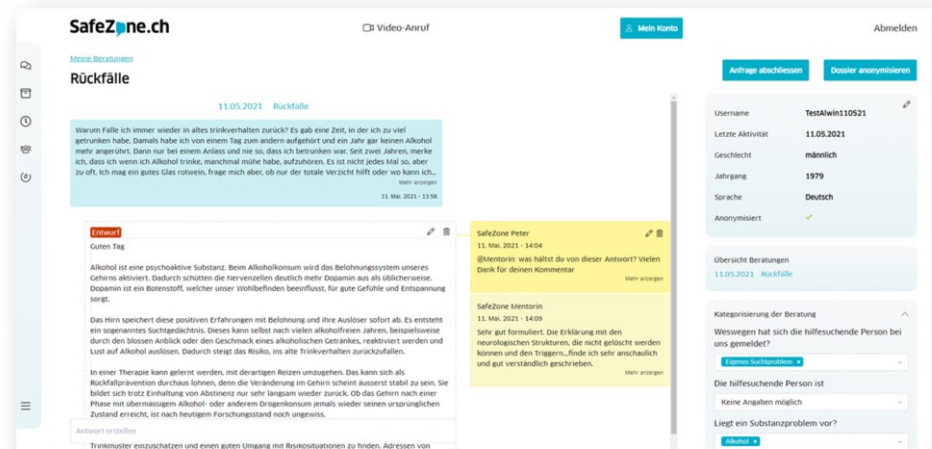 SafeZone.ch
Video-Anruf
Mein Konto
Abmelden
Meine Beratungen
Rückfälle
Anfrage abschliessen
Dossier anonymisieren
11.05.2021 Rückfälle
Warum Falle ich immer wieder in altes trinkverhalten zurück? Es gab eine Zeit, in der ich zu viel
getrunken habe. Damals habe ich von einem Tag zum andern aufgehört und ein Jahr gar keinen Alkohol
mehr angerührt. Dann nur bei einem Anlass und nie so, dass ich betrunken war. Seit zwei Jahren, merke
ich, dass ich wenn ich Alkohol trinke, manchmal mühe habe, aufzuhören. Es ist nicht jedes Mal so, aber
zu oft. Ich mag ein gutes Glas rotwein, frage mich aber, ob nur der totale Verzicht hilft oder wo kann ich...
Mehr anzeigen
11. Mai. 2021 - 13:58
Entwurf
Guten Tag
Alkohol ist eine psychoaktive Substanz. Beim Alkoholkonsum wird das Belohnungssystem unseres
Gehirns aktiviert. Dadurch schütten die Nervenzellen deutlich mehr Dopamin aus als üblicherweise.
Dopamin ist ein Botenstoff, welcher unser Wohlbefinden beeinflusst, für gute Gefühle und Entspannung
sorgt.
Das Hirn speichert diese positiven Erfahrungen mit Belohnung und ihre Auslöser sofort ab. Es entsteht
ein sogenanntes Suchtgedächtnis. Dieses kann selbst nach vielen alkoholfreien Jahren, beispielsweise
durch den blossen Anblick oder den Geschmack eines alkoholischen Getränkes, reaktiviert werden und
Lust auf Alkohol auslösen. Dadurch steigt das Risiko, ins alte Trinkverhalten zurückzufallen.
In einer Therapie kann gelernt werden, mit derartigen Reizen umzugehen. Das kann sich als
Rückfallprävention durchaus lohnen, denn die Veränderung im Gehirn scheint äusserst stabil zu sein. Sie
bildet sich trotz Einhaltung von Abstinenz nur sehr langsam wieder zurück. Ob das Gehirn nach einer
Phase mit übermässigem Alkohol- oder anderem Drogenkonsum jemals wieder seinen ursprünglichen
Zustand erreicht, ist nach heutigem Forschungsstand noch ungewiss.
Antwort erstellen
Trinkmuster einzuschätzen und einen guten Umgang mit Risikosituationen zu finden. Adressen von
SafeZone Peter
11. Mai. 2021 - 14:04
@Mentorin: was hältst du von dieser Antwort? Vielen
Dank für deinen Kommentar
Mehr anzeigen
SafeZone Mentorin
11. Mai. 2021 - 14:09
Sehr gut formuliert. Die Erklärung mit den
neurologischen Strukturen, die nicht gelöscht werden
können und den Triggern...finde ich sehr anschaulich
und gut verständlich geschrieben.
Mehr anzeigen
Username TestAlwin110521
Letzte Aktivität 11.05.2021
Geschlecht männlich
Jahrgang 1979
Sprache Deutsch
Anonymisiert
Übersicht Beratungen
11.05.2021 Rückfälle
Kategorisierung der Beratung
Weswegen hat sich die hilfesuchende Person bei
uns gemeldet?
Eigenes Suchtproblem ×
Die hilfesuchende Person ist
Keine Angaben möglich
Liegt ein Substanzproblem vor?
Alkohol ×